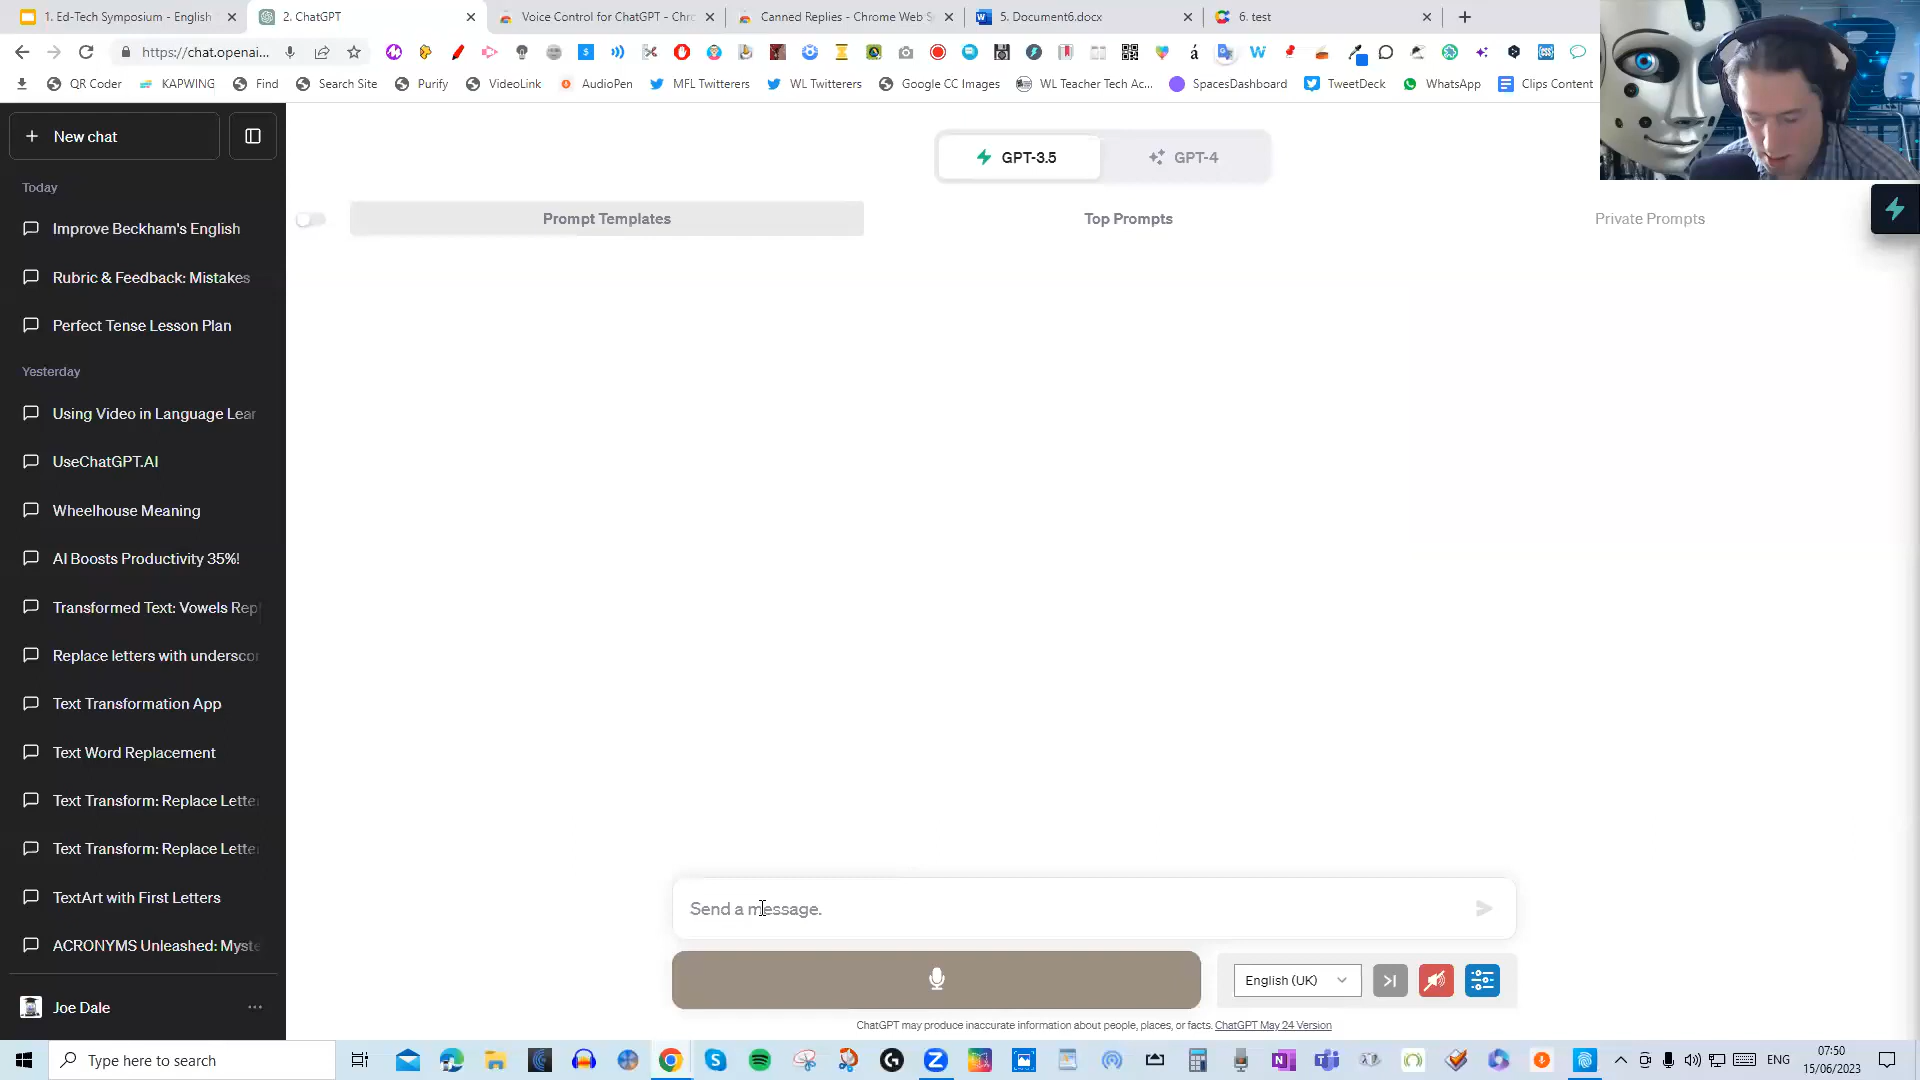 1. Ed-Tech Symposium - English
2. ChatGPT
Voice Control for ChatGPT - Chr
Canned Replies - Chrome Web S
5. Document6.docx
6. test
https://chat.openai...
QR Coder
KAPWING
Find
Search Site
Purify
VideoLink
AudioPen
MFL Twitterers
WL Twitterers
Google CC Images
WL Teacher Tech Ac...
SpacesDashboard
TweetDeck
WhatsApp
Clips Content
New chat
GPT-3.5
GPT-4
Prompt Templates
Top Prompts
Private Prompts
Today
Improve Beckham's English
Rubric & Feedback: Mistakes
Perfect Tense Lesson Plan
Yesterday
Using Video in Language Lear
UseChatGPT.AI
Wheelhouse Meaning
AI Boosts Productivity 35%!
Transformed Text: Vowels Rep
Replace letters with undersco
Text Transformation App
Text Word Replacement
Text Transform: Replace Lette
Text Transform: Replace Lette
TextArt with First Letters
ACRONYMS Unleashed: Myste
Joe Dale
Send a message.
English (UK)
ChatGPT may produce inaccurate information about people, places, or facts. ChatGPT May 24 Version
Type here to search
ENG
07:50
15/06/2023